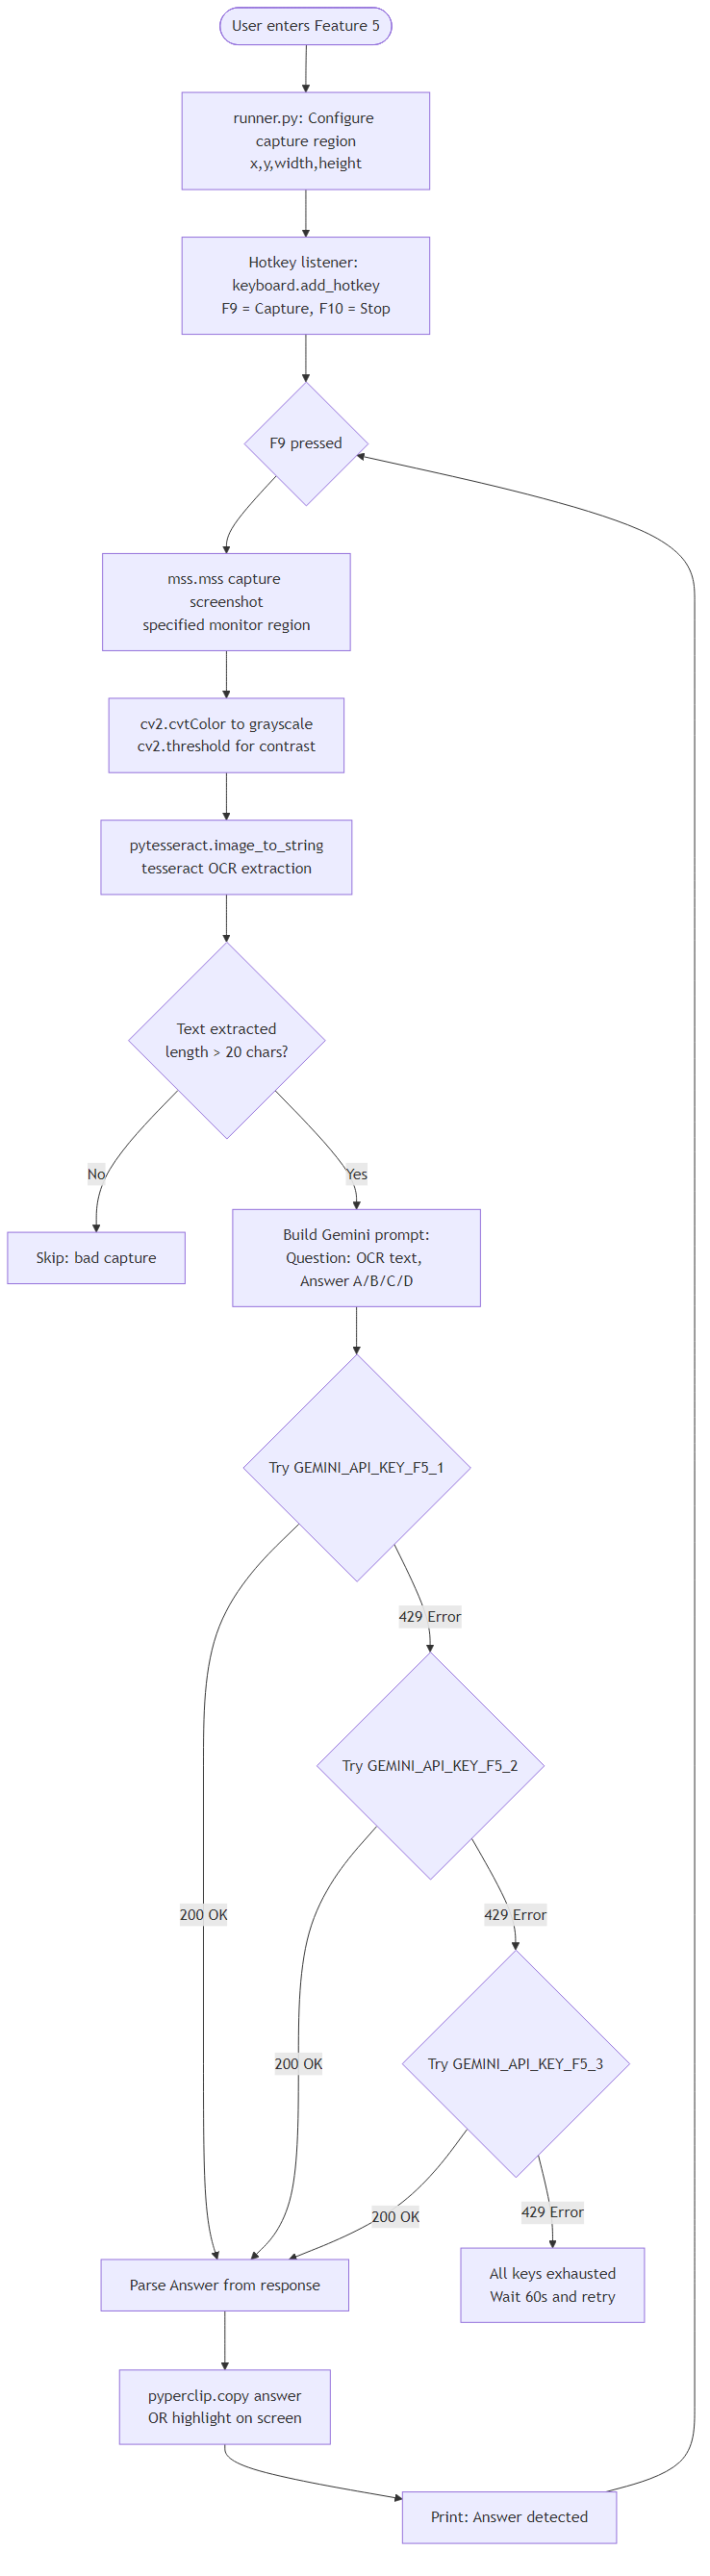 User enters Feature 5
runner.py: Configure
capture region
x,y,width,height
Hotkey listener:
keyboard.add_hotkey
F9 = Capture, F10 = Stop
F9 pressed
mss.mss capture
screenshot
specified monitor region
cv2.cvtColor to grayscale
cv2.threshold for contrast
pytesseract.image_to_string
tesseract OCR extraction
Text extracted
length > 20 chars?
No
Yes
Skip: bad capture
Build Gemini prompt:
Question: OCR text,
Answer A/B/C/D
Try GEMINI_API_KEY_F5_1
429 Error
Try GEMINI_API_KEY_F5_2
200 OK
429 Error
200 OK
Try GEMINI_API_KEY_F5_3
200 OK
429 Error
Parse Answer from response
All keys exhausted
Wait 60s and retry
pyperclip.copy answer
OR highlight on screen
Print: Answer detected